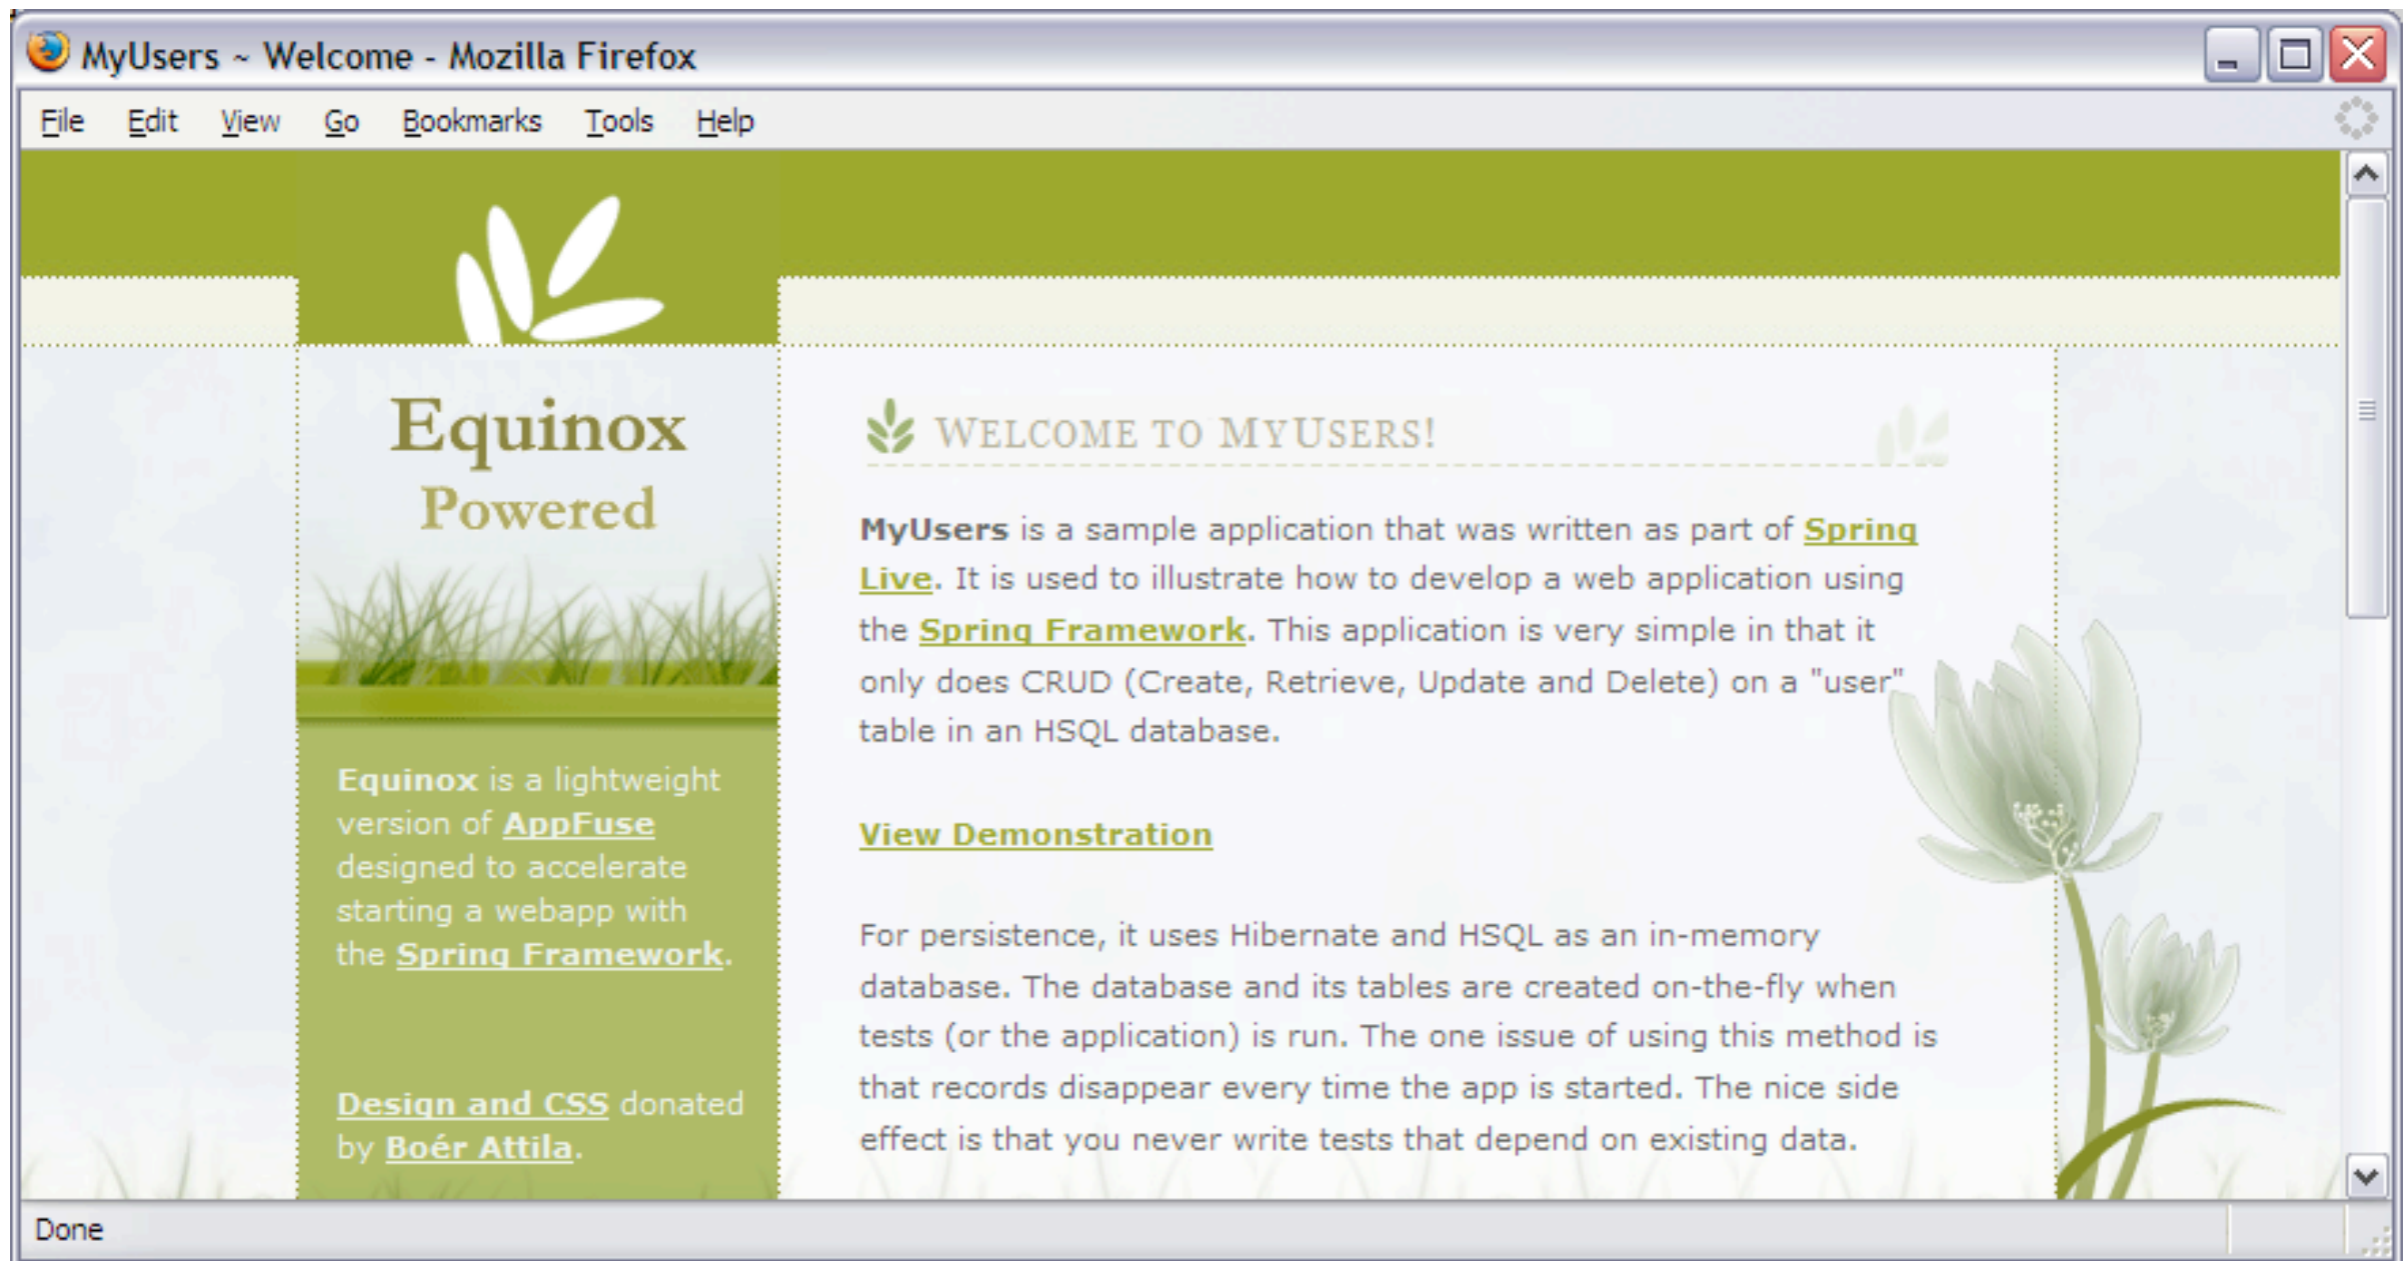 MyUsers ~ Welcome - Mozilla Firefox
File Edit View Go Bookmarks Tools Help
Equinox
Powered
Equinox is a lightweight
version of AppFuse
designed to accelerate
starting a webapp with
the Spring Framework.
Design and CSS donated
by Boér Attila.
WELCOME TO MYUSERS!
MyUsers is a sample application that was written as part of Spring
Live. It is used to illustrate how to develop a web application using
the Spring Framework. This application is very simple in that it
only does CRUD (Create, Retrieve, Update and Delete) on a "user"
table in an HSQL database.
View Demonstration
For persistence, it uses Hibernate and HSQL as an in-memory
database. The database and its tables are created on-the-fly when
tests (or the application) is run. The one issue of using this method is
that records disappear every time the app is started. The nice side
effect is that you never write tests that depend on existing data.
Done